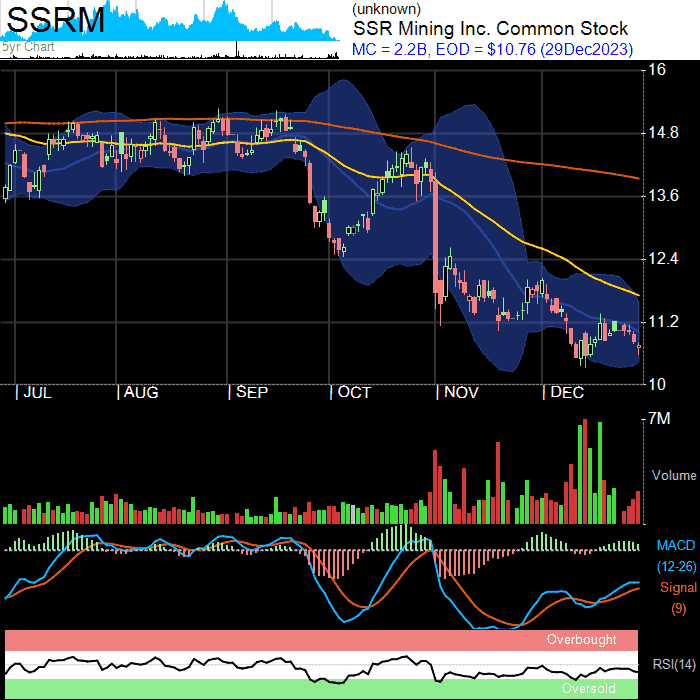 SSRM
(unknown)
SSR Mining Inc. Common Stock
MC = 2.2B, EOD = $10.76 (29Dec2023)
5yr Chart
16
14.8
13.6
12.4
11.2
10
| JUL | AUG | SEP | OCT | NOV | DEC
7M
Volume
MACD
(12-26)
Signal
(9)
Overbought
RSI(14)
Oversold